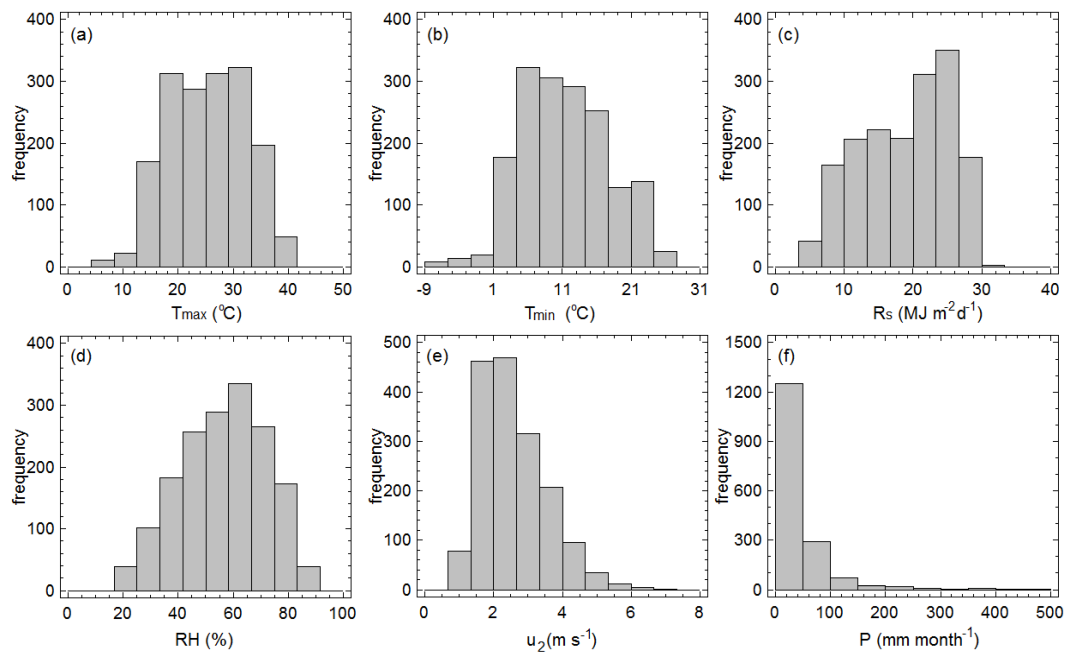 (a)
frequency
400
300
200
100
0
0 10 20 30 40 50
Tmax (°C)
(b)
frequency
400
300
200
100
0
-9 1 11 21 31
Tmin (°C)
(c)
frequency
400
300
200
100
0
0 10 20 30 40
Rs (MJ m⁻² d⁻¹)
(d)
frequency
400
300
200
100
0
0 20 40 60 80 100
RH (%)
(e)
frequency
500
400
300
200
100
0
0 2 4 6 8
u₂(m s⁻¹)
(f)
frequency
1500
1200
900
600
300
0
0 100 200 300 400 500
P (mm month⁻¹)